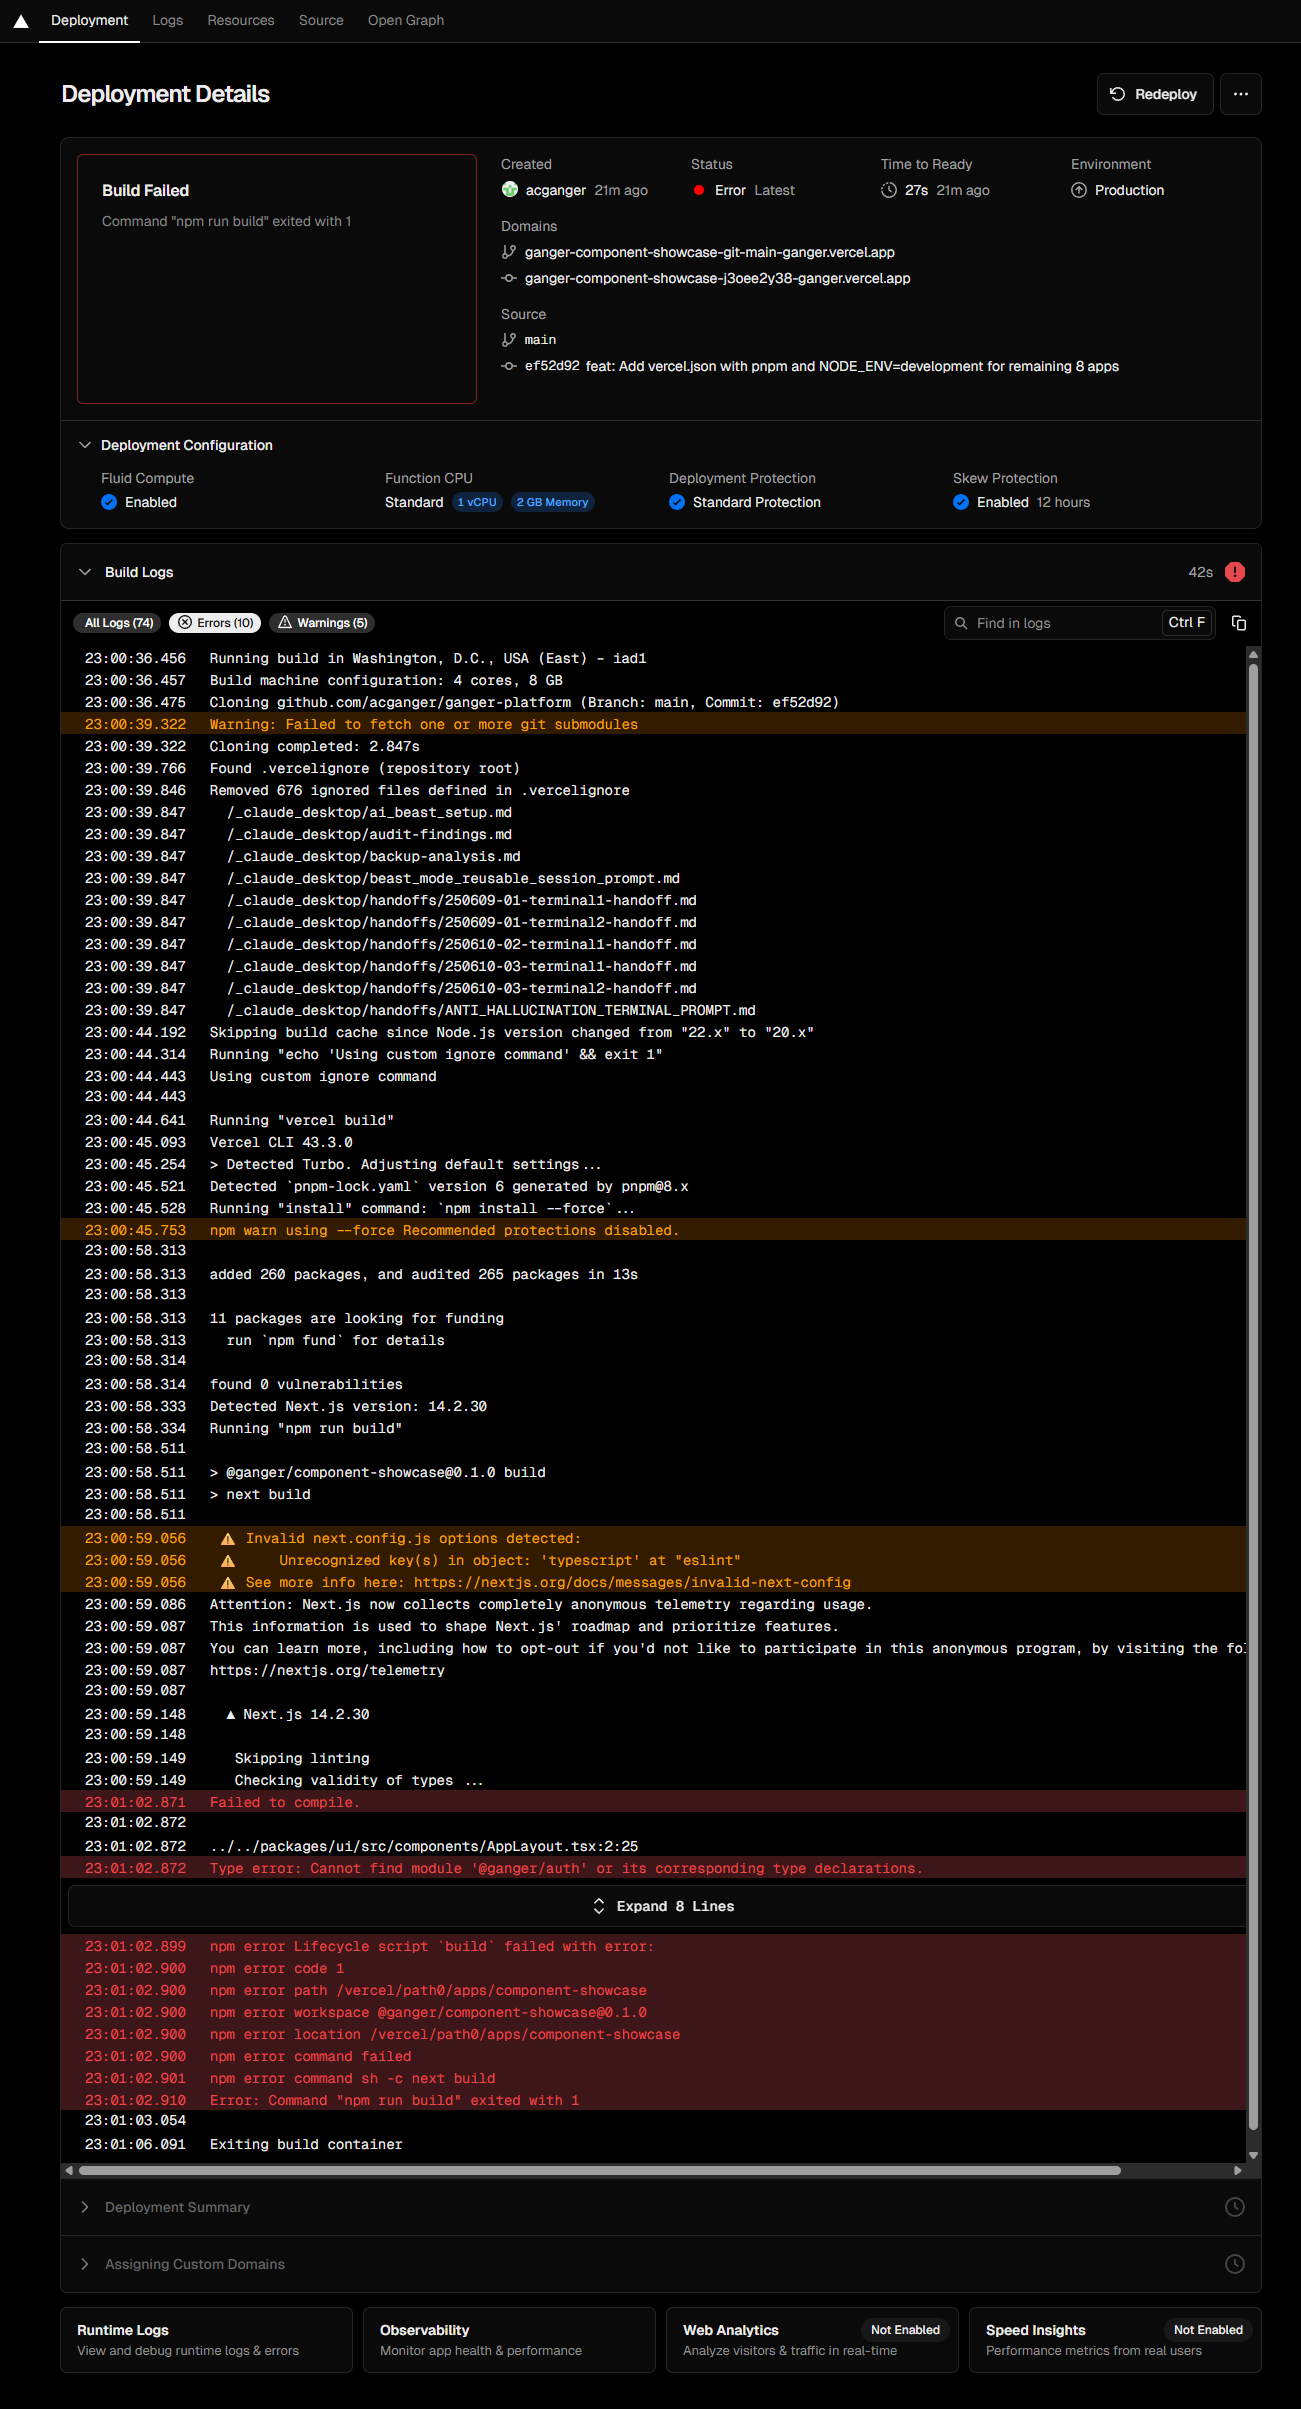 Deployment
Logs
Resources
Source
Open Graph
Deployment Details
Redeploy
Build Failed
Command "npm run build" exited with 1
Created
acganger 21m ago
Status
Error Latest
Time to Ready
27s 21m ago
Environment
Production
Domains
ganger-component-showcase-git-main-ganger.vercel.app
ganger-component-showcase-j3oee2y38-ganger.vercel.app
Source
main
ef52d92 feat: Add vercel.json with pnpm and NODE_ENV=development for remaining 8 apps
Deployment Configuration
Fluid Compute
Enabled
Function CPU
Standard 1 vCPU 2 GB Memory
Deployment Protection
Standard Protection
Skew Protection
Enabled 12 hours
Build Logs
42s
All Logs (74)
Errors (10)
Warnings (5)
Find in logs
Ctrl F
23:00:36.456 Running build in Washington, D.C., USA (East) – iad1
23:00:36.457 Build machine configuration: 4 cores, 8 GB
23:00:36.475 Cloning github.com/acganger/ganger-platform (Branch: main, Commit: ef52d92)
23:00:39.322 Warning: Failed to fetch one or more git submodules
23:00:39.322 Cloning completed: 2.847s
23:00:39.766 Found .vercelignore (repository root)
23:00:39.846 Removed 676 ignored files defined in .vercelignore
23:00:39.847 /_claude_desktop/ai_beast_setup.md
23:00:39.847 /_claude_desktop/audit-findings.md
23:00:39.847 /_claude_desktop/backup-analysis.md
23:00:39.847 /_claude_desktop/beast_mode_reusable_session_prompt.md
23:00:39.847 /_claude_desktop/handoffs/250609-01-terminal1-handoff.md
23:00:39.847 /_claude_desktop/handoffs/250609-01-terminal2-handoff.md
23:00:39.847 /_claude_desktop/handoffs/250610-02-terminal1-handoff.md
23:00:39.847 /_claude_desktop/handoffs/250610-03-terminal1-handoff.md
23:00:39.847 /_claude_desktop/handoffs/250610-03-terminal2-handoff.md
23:00:39.847 /_claude_desktop/handoffs/ANTI_HALLUCINATION_TERMINAL_PROMPT.md
23:00:44.192 Skipping build cache since Node.js version changed from "22.x" to "20.x"
23:00:44.314 Running "echo 'Using custom ignore command' && exit 1"
23:00:44.443 Using custom ignore command
23:00:44.443
23:00:44.641 Running "vercel build"
23:00:45.093 Vercel CLI 43.3.0
23:00:45.254 > Detected Turbo. Adjusting default settings...
23:00:45.521 Detected `pnpm-lock.yaml` version 6 generated by pnpm@8.x
23:00:45.528 Running "install" command: `npm install --force`...
23:00:45.753 npm warn using --force Recommended protections disabled.
23:00:58.313
23:00:58.313 added 260 packages, and audited 265 packages in 13s
23:00:58.313
23:00:58.313 11 packages are looking for funding
23:00:58.313 run `npm fund` for details
23:00:58.314
23:00:58.314 found 0 vulnerabilities
23:00:58.333 Detected Next.js version: 14.2.30
23:00:58.334 Running "npm run build"
23:00:58.511
23:00:58.511 > @ganger/component-showcase@0.1.0 build
23:00:58.511 > next build
23:00:58.511
23:00:59.056 ⚠ Invalid next.config.js options detected:
23:00:59.056 ⚠ Unrecognized key(s) in object: 'typescript' at "eslint"
23:00:59.056 ⚠ See more info here: https://nextjs.org/docs/messages/invalid-next-config
23:00:59.086 Attention: Next.js now collects completely anonymous telemetry regarding usage.
23:00:59.087 This information is used to shape Next.js' roadmap and prioritize features.
23:00:59.087 You can learn more, including how to opt-out if you'd not like to participate in this anonymous program, by visiting the fol
23:00:59.087 https://nextjs.org/telemetry
23:00:59.087
23:00:59.148 ▲ Next.js 14.2.30
23:00:59.148
23:00:59.149 Skipping linting
23:00:59.149 Checking validity of types ...
23:01:02.871 Failed to compile.
23:01:02.872
23:01:02.872 ../../packages/ui/src/components/AppLayout.tsx:2:25
23:01:02.872 Type error: Cannot find module '@ganger/auth' or its corresponding type declarations.
Expand 8 Lines
23:01:02.899 npm error Lifecycle script `build` failed with error:
23:01:02.900 npm error code 1
23:01:02.900 npm error path /vercel/path0/apps/component-showcase
23:01:02.900 npm error workspace @ganger/component-showcase@0.1.0
23:01:02.900 npm error location /vercel/path0/apps/component-showcase
23:01:02.900 npm error command failed
23:01:02.901 npm error command sh -c next build
23:01:02.910 Error: Command "npm run build" exited with 1
23:01:03.054
23:01:06.091 Exiting build container
Deployment Summary
Assigning Custom Domains
Runtime Logs
View and debug runtime logs & errors
Observability
Monitor app health & performance
Web Analytics
Not Enabled
Analyze visitors & traffic in real-time
Speed Insights
Not Enabled
Performance metrics from real users